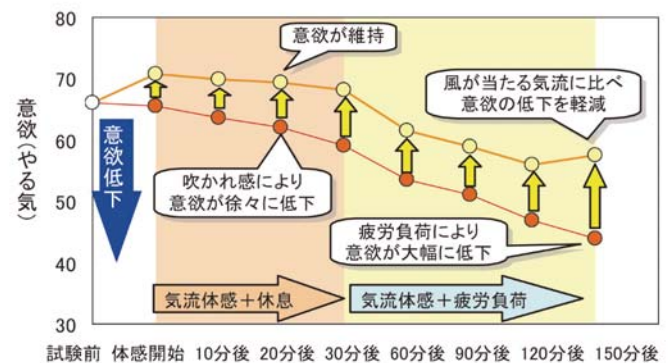 80
70
60
50
40
30
意欲(やる気)
意欲低下
意欲が維持
風が当たる気流に比べ
意欲の低下を軽減
吹かれ感により
意欲が徐々に低下
疲労負荷により
意欲が大幅に低下
気流体感+休息
気流体感+疲労負荷
試験前 体感開始 10分後 20分後 30分後 60分後 90分後 120分後 150分後